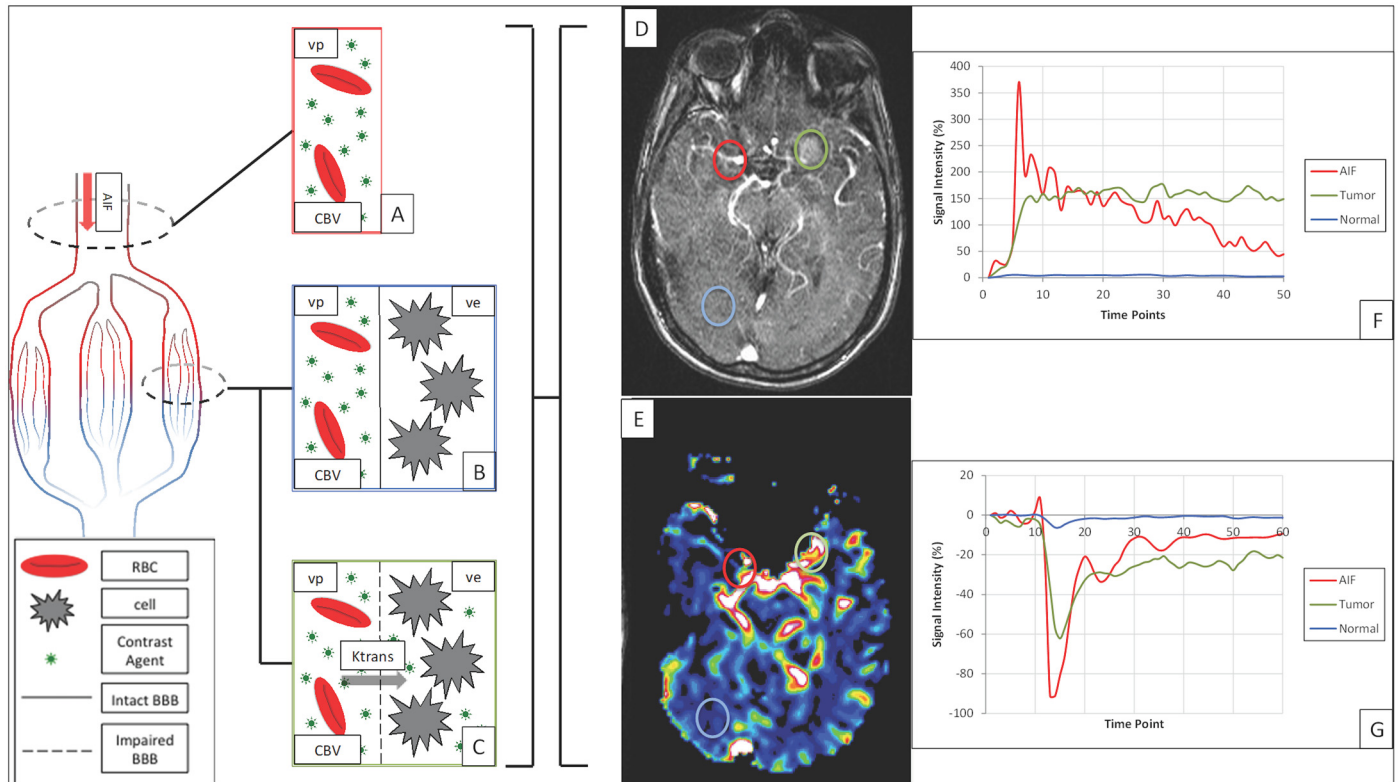 vp
CBV
A
AIF
vp
ve
CBV
B
vp
ve
Ktrans
CBV
C
RBC
cell
Contrast
Agent
Intact BBB
Impaired
BBB
D
E
400
350
300
250
200
150
100
50
0
0 10 20 30 40 50
Signal Intensity (%)
Time Points
AIF
Tumor
Normal
F
20
0
-20
-40
-60
-80
-100
0 10 20 30 40 50 60
Signal Intensity (%)
Time Point
AIF
Tumor
Normal
G